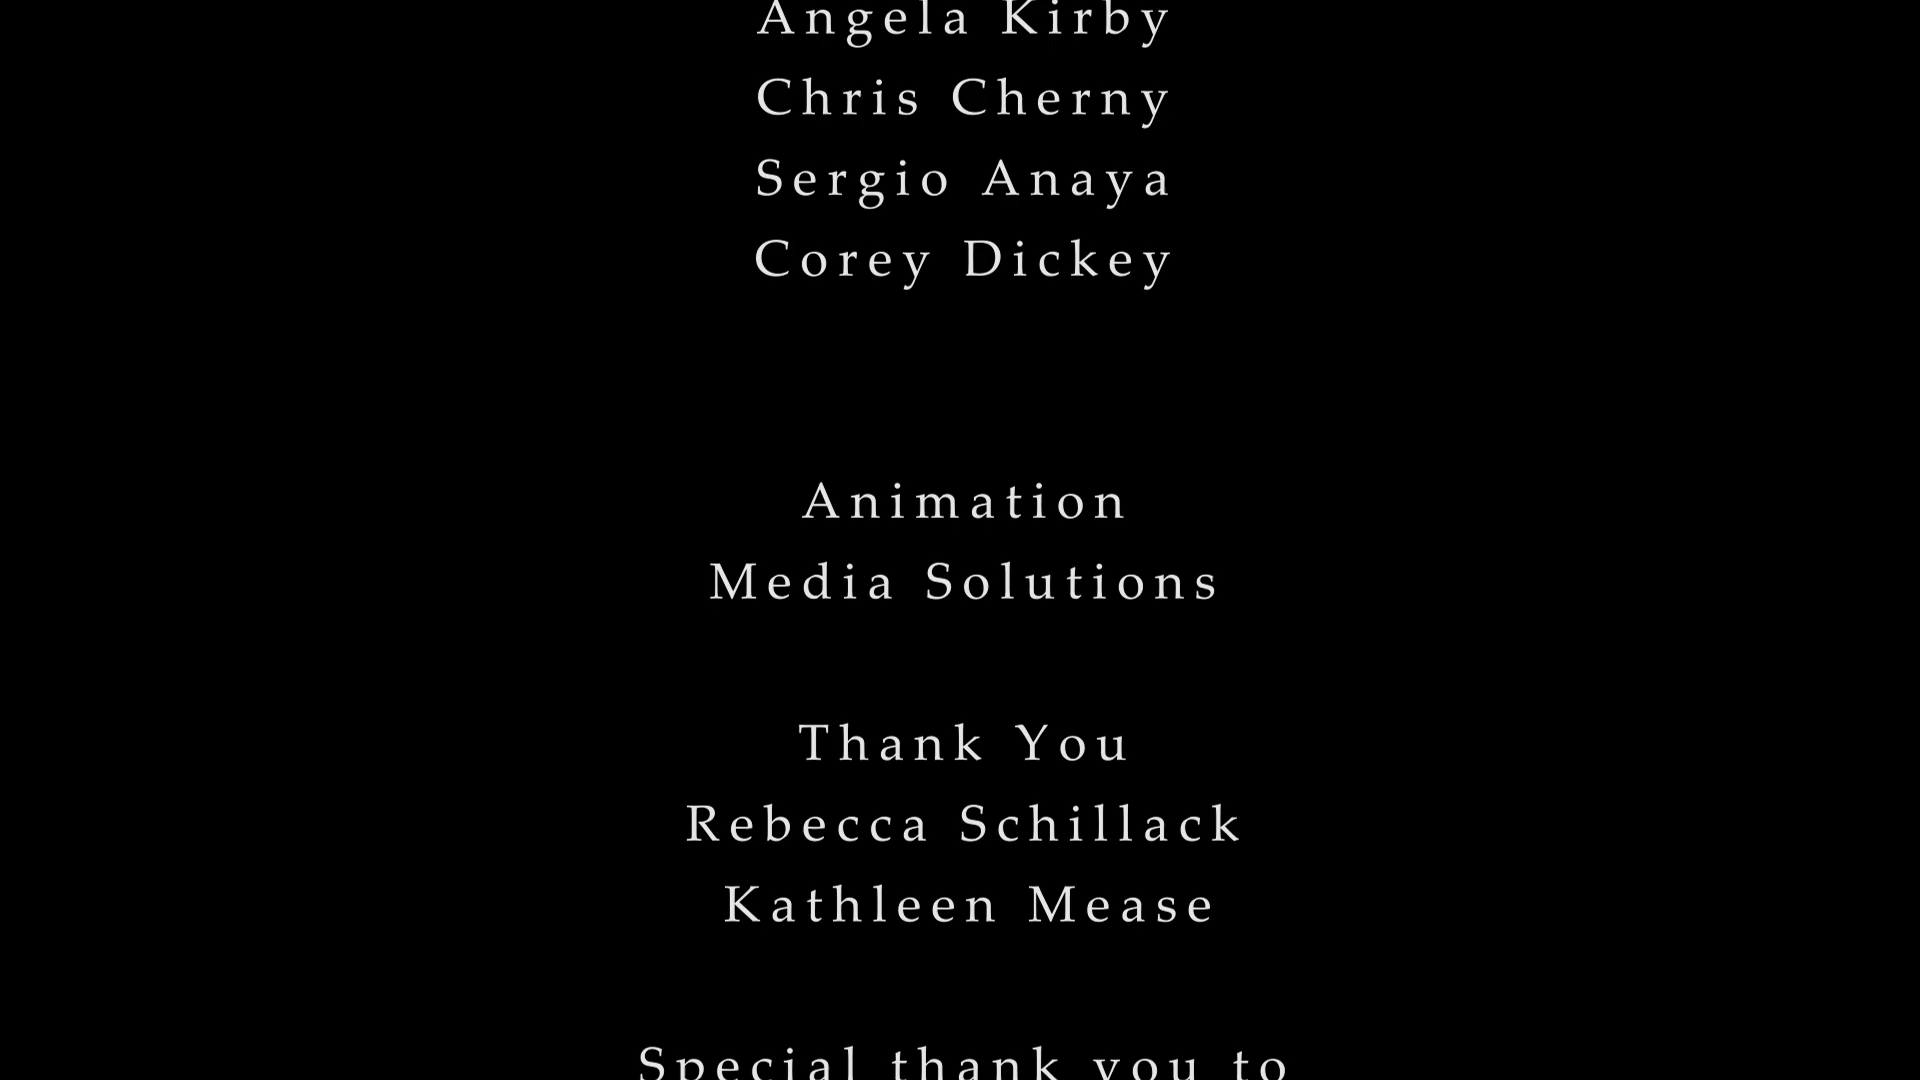 Angela Kirby
Chris Cherny
Sergio Anaya
Corey Dickey
Animation
Media Solutions
Thank You
Rebecca Schillack
Kathleen Mease
Special thank you to